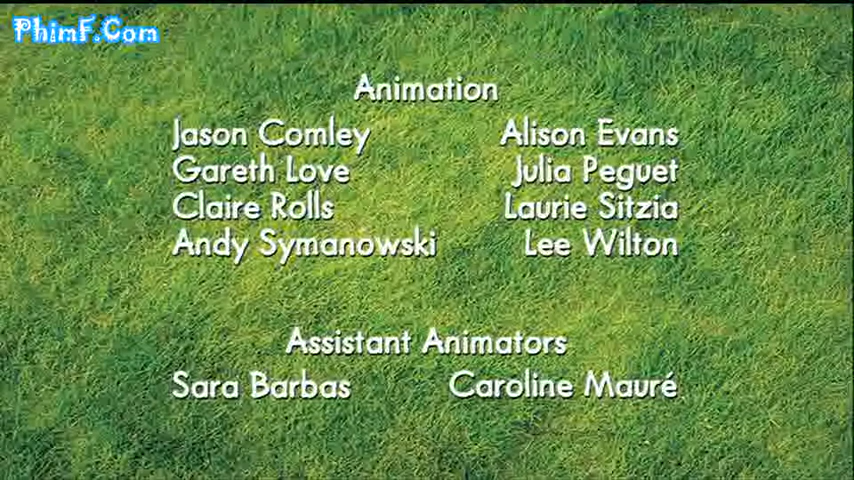 PhimF.Com
Animation
Jason Comley Alison Evans
Gareth Love Julia Peguet
Claire Rolls Laurie Sitzia
Andy Symanowski Lee Wilton
Assistant Animators
Sara Barbas Caroline Mauré